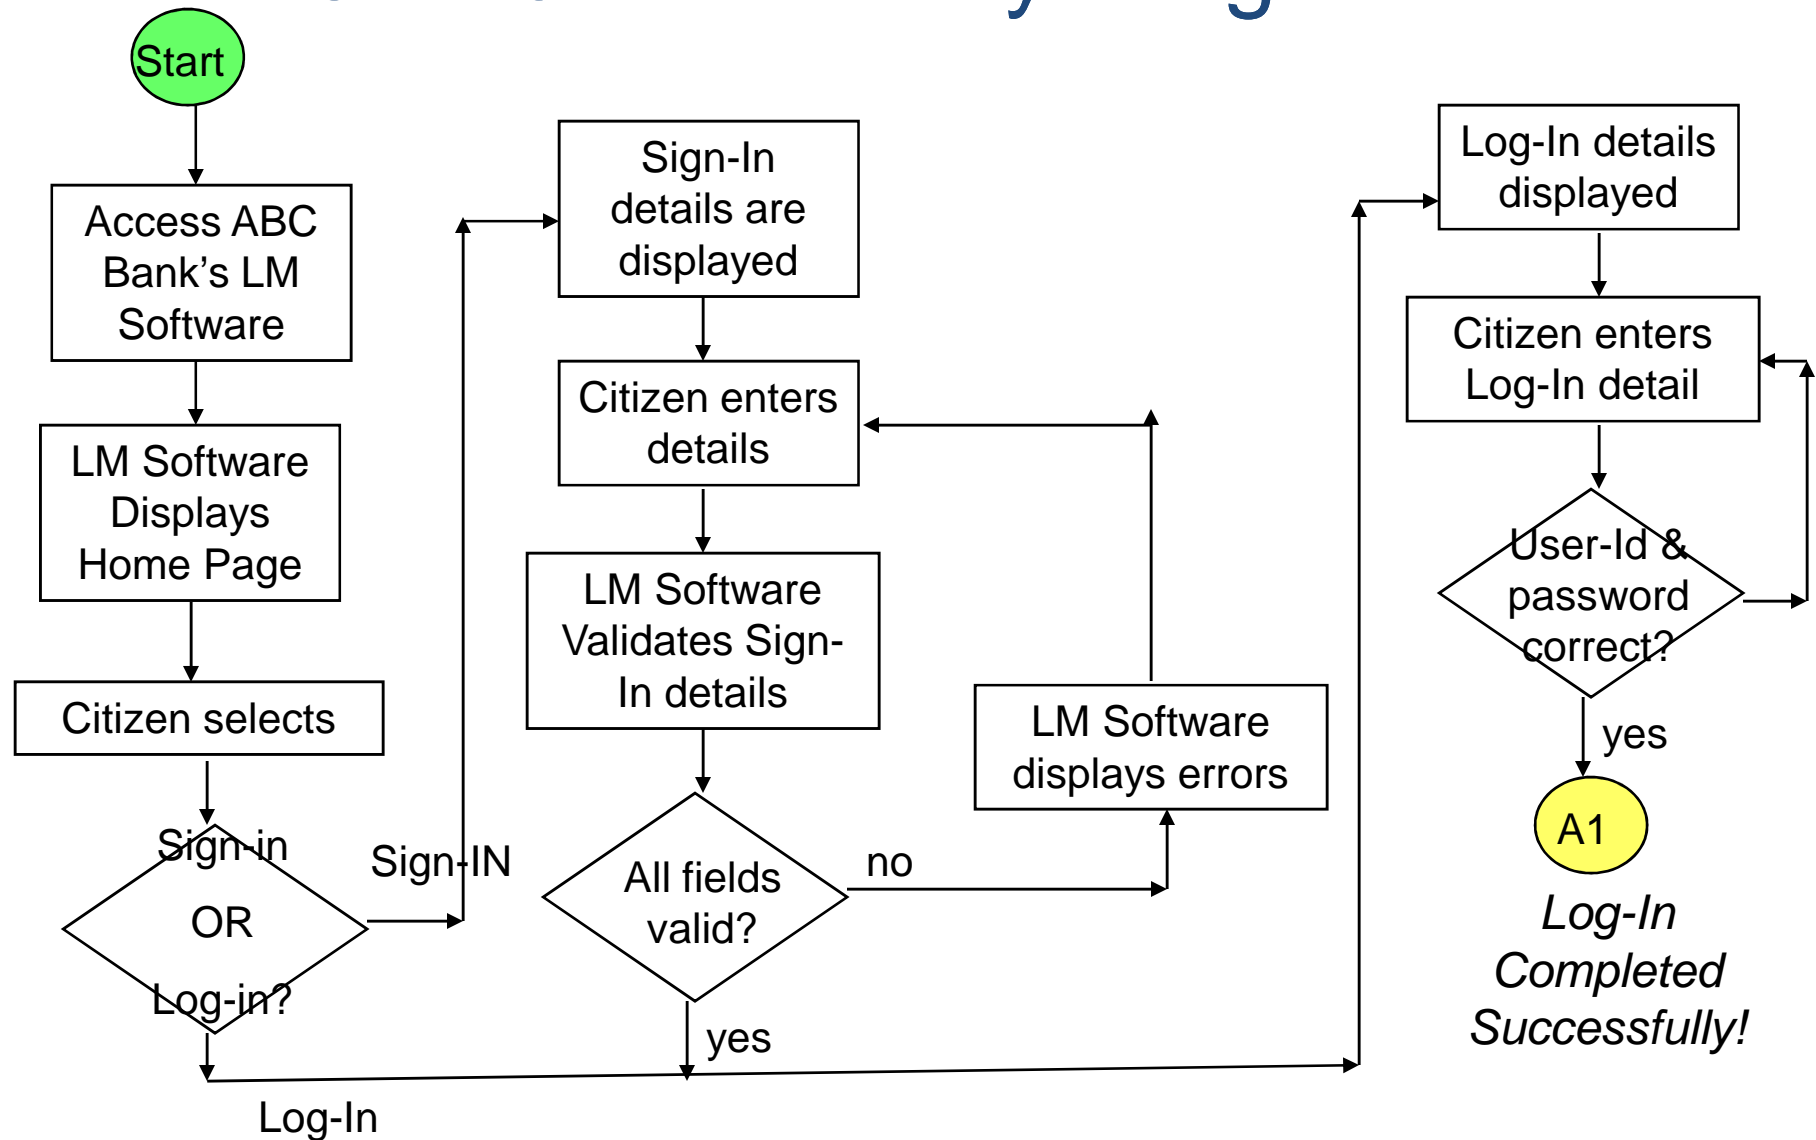 Start
Access ABC
Bank’s LM
Software
LM Software
Displays
Home Page
Citizen selects
Sign-in
OR
Log-in?
Sign-IN
Log-In
Sign-In
details are
displayed
Citizen enters
details
LM Software
Validates Sign-
In details
All fields
valid?
no
yes
LM Software
displays errors
Log-In details
displayed
Citizen enters
Log-In detail
User-Id &
password
correct?
yes
A1
Log-In
Completed
Successfully!